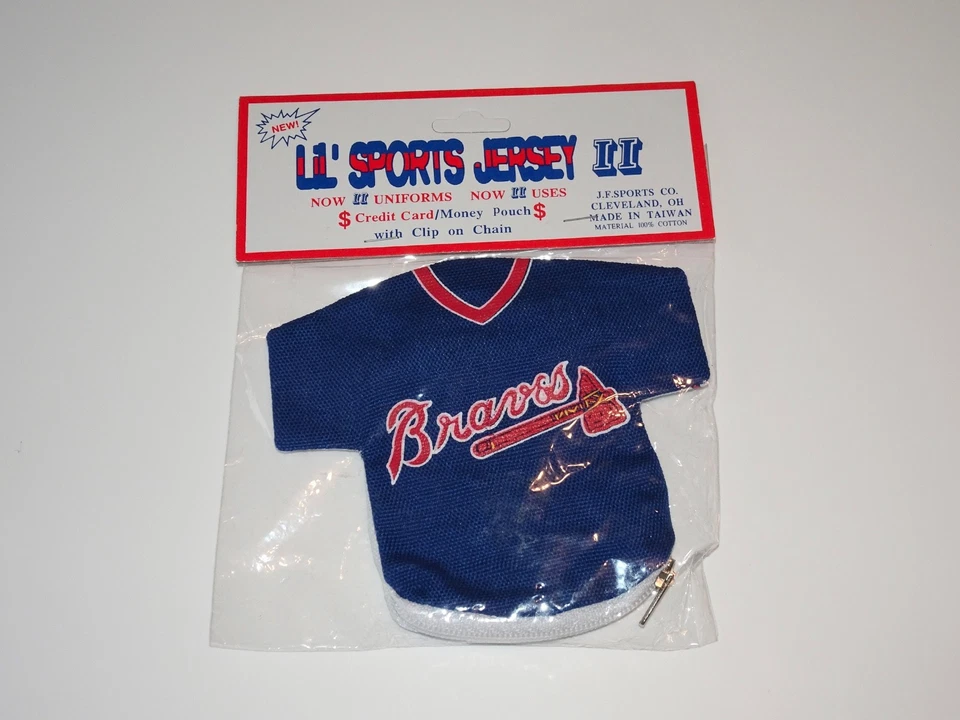 NEW!
LIL' SPORTS JERSEY II
NOW II UNIFORMS NOW II USES
$ Credit Card/Money Pouch $
with Clip on Chain
J.F.SPORTS CO.
CLEVELAND, OH
MADE IN TAIWAN
MATERIAL 100% COTTON
Braves